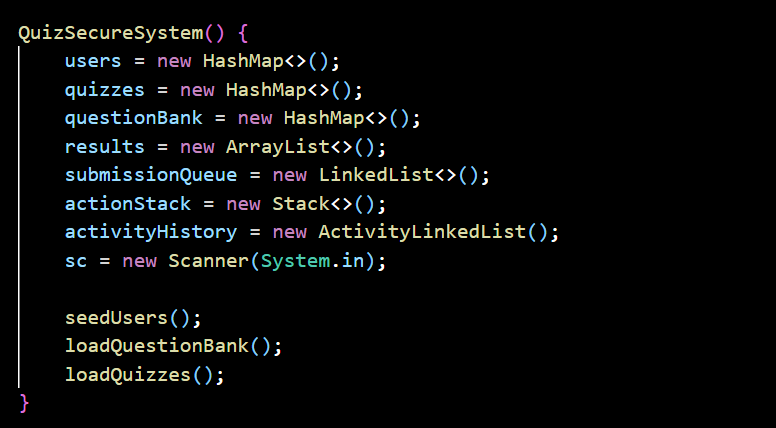 QuizSecureSystem() {
    users = new HashMap<>();
    quizzes = new HashMap<>();
    questionBank = new HashMap<>();
    results = new ArrayList<>();
    submissionQueue = new LinkedList<>();
    actionStack = new Stack<>();
    activityHistory = new ActivityLinkedList();
    sc = new Scanner(System.in);

    seedUsers();
    loadQuestionBank();
    loadQuizzes();
}